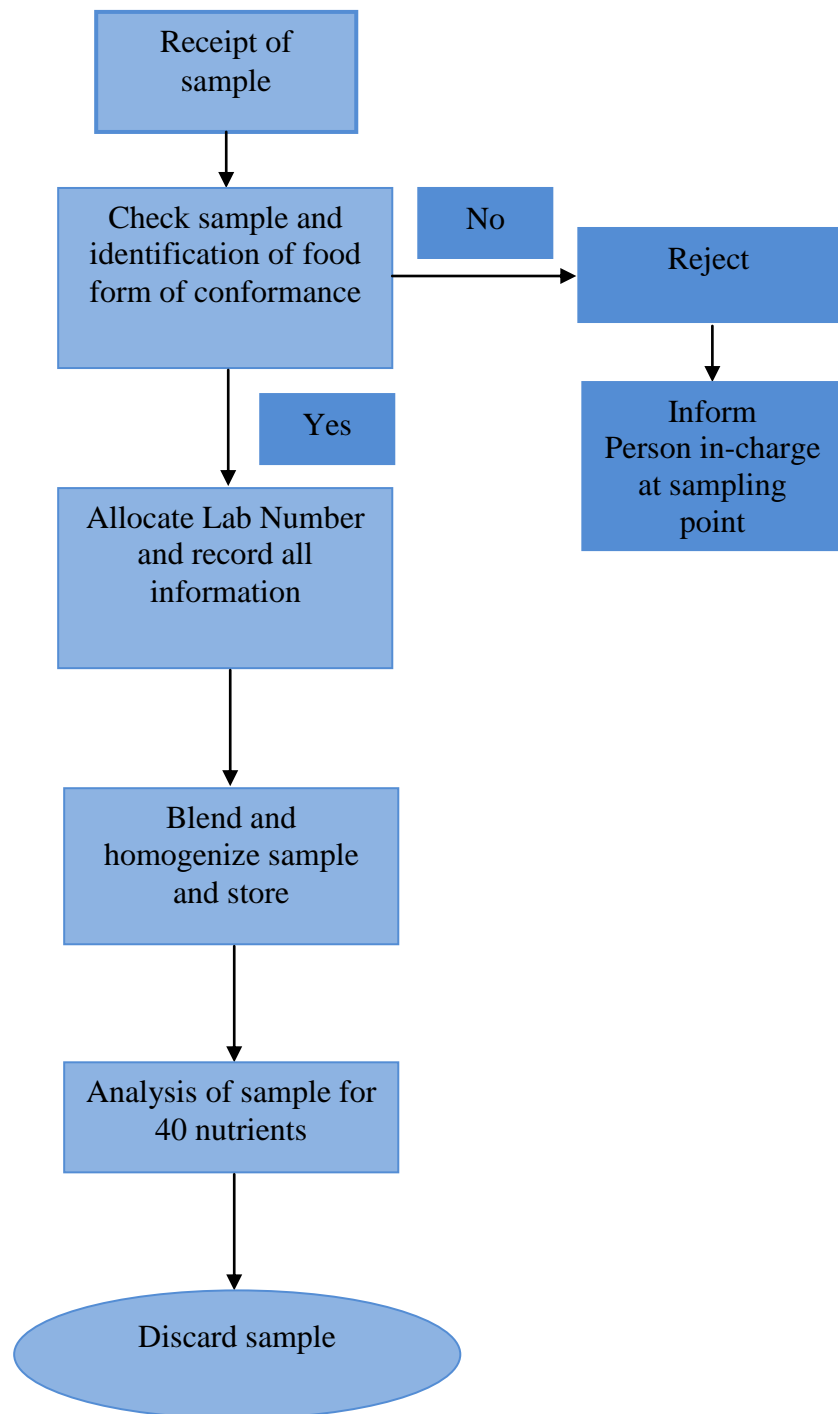 Receipt of
sample
Check sample and
identification of food
form of conformance
No
Reject
Yes
Inform
Person in-charge
at sampling
point
Allocate Lab Number
and record all
information
Blend and
homogenize sample
and store
Analysis of sample for
40 nutrients
Discard sample